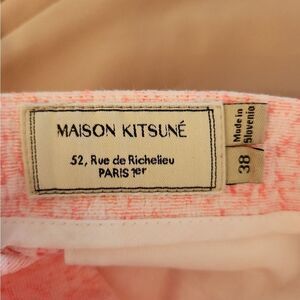 MAISON KITSUNÉ
52, Rue de Richelieu
PARIS 1er
Made in
Slovenia
38